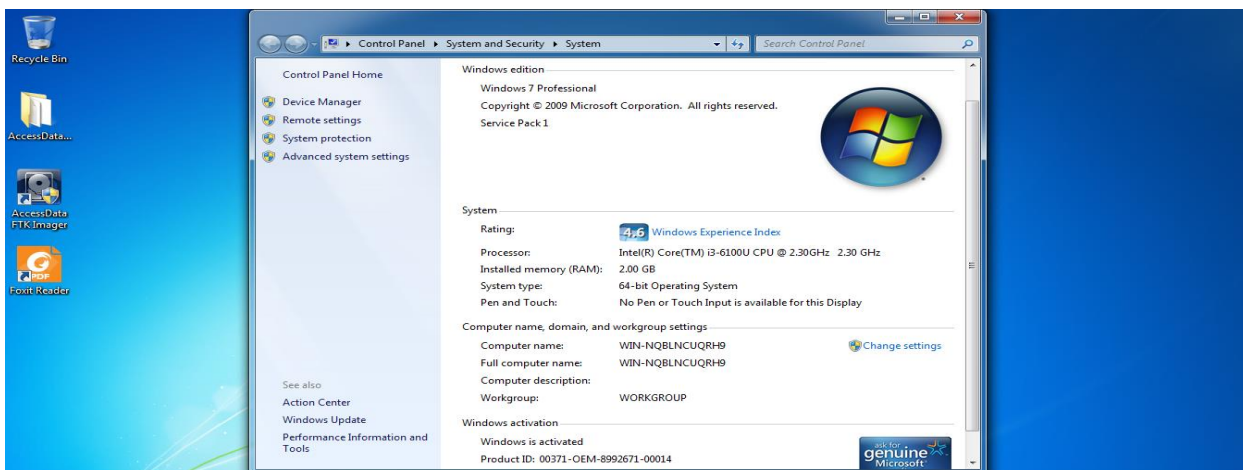 Recycle Bin
AccessData...
AccessData
FTK Imager
PDF
Foxit Reader
Control Panel ▸ System and Security ▸ System
Search Control Panel
Control Panel Home
Device Manager
Remote settings
System protection
Advanced system settings
See also
Action Center
Windows Update
Performance Information and
Tools
Windows edition
Windows 7 Professional
Copyright © 2009 Microsoft Corporation. All rights reserved.
Service Pack 1
System
Rating: 4,6 Windows Experience Index
Processor: Intel(R) Core(TM) i3-6100U CPU @ 2.30GHz 2.30 GHz
Installed memory (RAM): 2.00 GB
System type: 64-bit Operating System
Pen and Touch: No Pen or Touch Input is available for this Display
Computer name, domain, and workgroup settings
Computer name: WIN-NQBLNCUQRH9 Change settings
Full computer name: WIN-NQBLNCUQRH9
Computer description:
Workgroup: WORKGROUP
Windows activation
Windows is activated
Product ID: 00371-OEM-8992671-00014
ask for
genuine
Microsoft